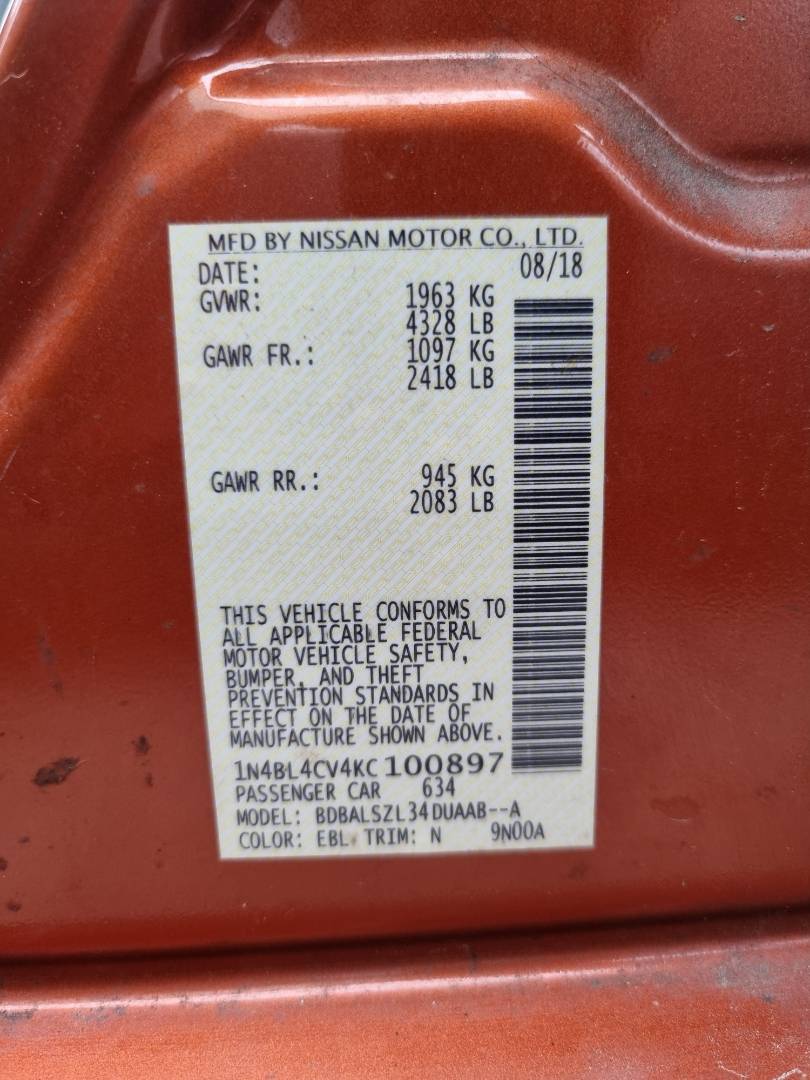 MFD BY NISSAN MOTOR CO., LTD.
DATE: 08/18
GVWR: 1963 KG
4328 LB
GAWR FR.: 1097 KG
2418 LB
GAWR RR.: 945 KG
2083 LB
THIS VEHICLE CONFORMS TO
ALL APPLICABLE FEDERAL
MOTOR VEHICLE SAFETY,
BUMPER, AND THEFT
PREVENTION STANDARDS IN
EFFECT ON THE DATE OF
MANUFACTURE SHOWN ABOVE.
1N4BL4CV4KC100897
PASSENGER CAR 634
MODEL: BDBALSZL34DUAAB--A
COLOR: EBL TRIM: N 9N00A